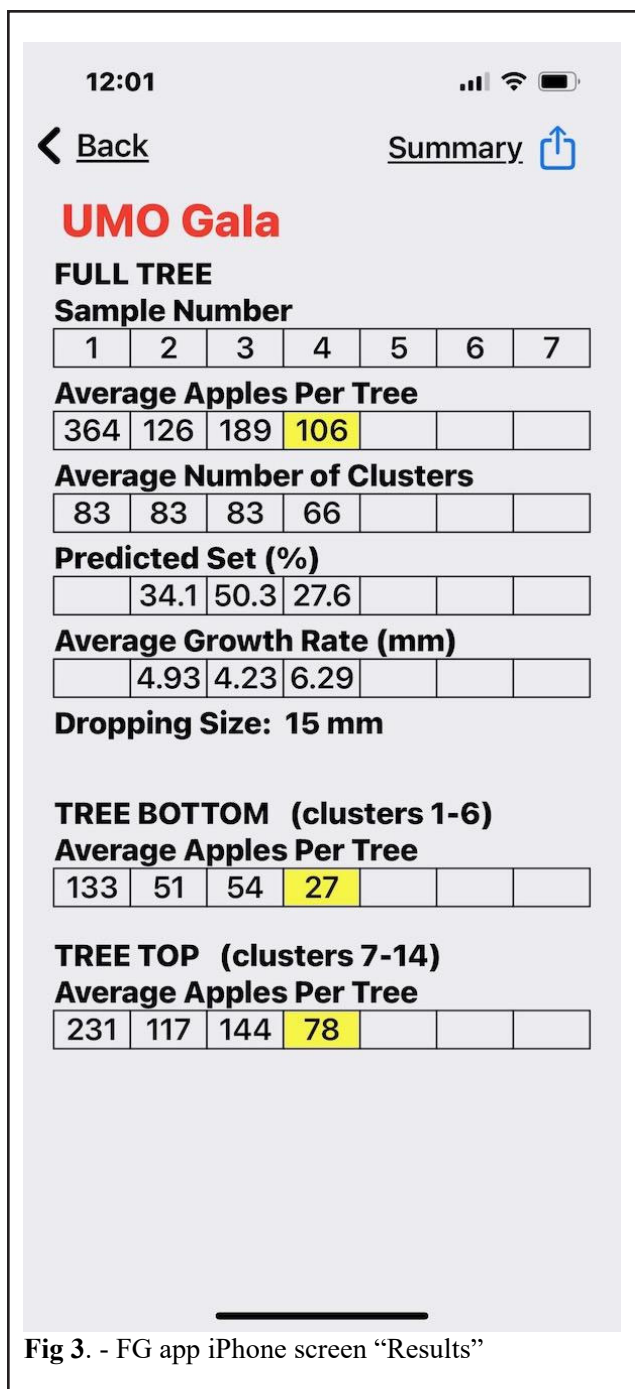 12:01
Back Summary
UMO Gala
FULL TREE
Sample Number
1 2 3 4 5 6 7
Average Apples Per Tree
364 126 189 106
Average Number of Clusters
83 83 83 66
Predicted Set (%)
34.1 50.3 27.6
Average Growth Rate (mm)
4.93 4.23 6.29
Dropping Size: 15 mm
TREE BOTTOM (clusters 1-6)
Average Apples Per Tree
133 51 54 27
TREE TOP (clusters 7-14)
Average Apples Per Tree
231 117 144 78
Fig 3. - FG app iPhone screen “Results”